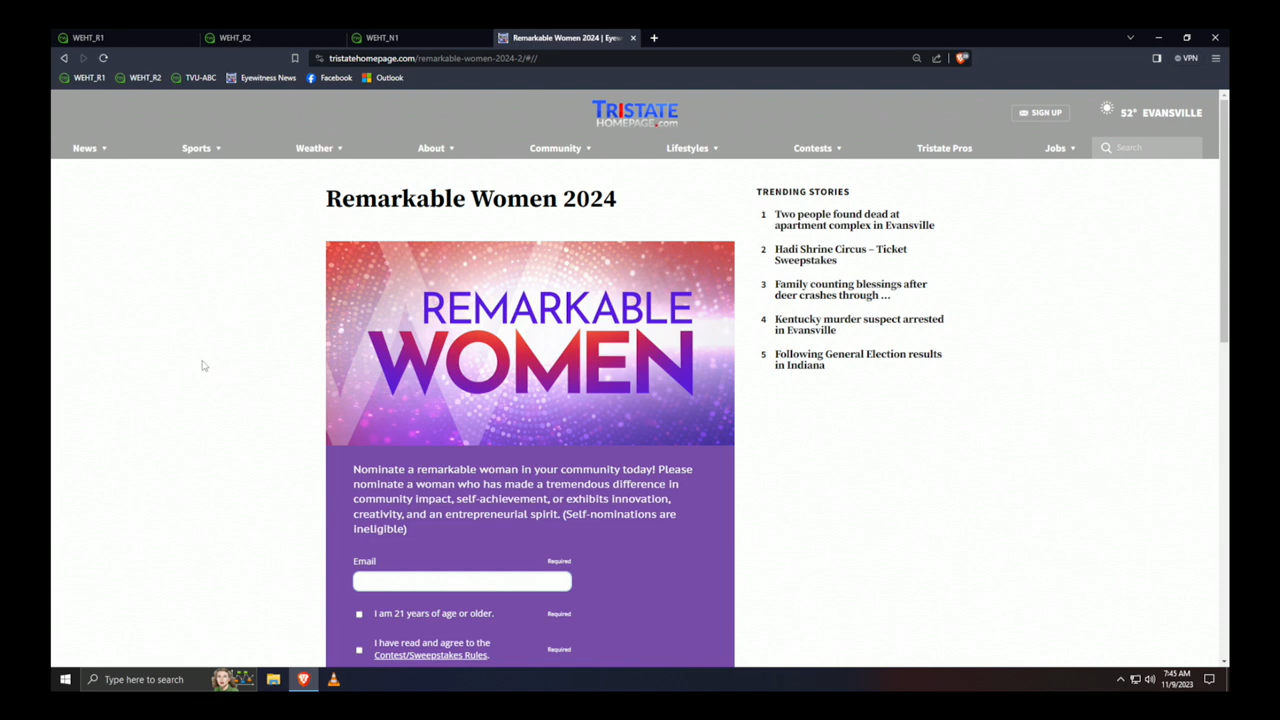 WEHT_R1
WEHT_R2
WEHT_N1
Remarkable Women 2024 | Eyew
tristatehomepage.com/remarkable-women-2024-2/#//
VPN
WEHT_R1
WEHT_R2
TVU-ABC
Eyewitness News
Facebook
Outlook
TRISTATE
HOMEPAGE.com
SIGN UP
52° EVANSVILLE
News
Sports
Weather
About
Community
Lifestyles
Contests
Tristate Pros
Jobs
Search
Remarkable Women 2024
REMARKABLE
WOMEN
Nominate a remarkable woman in your community today! Please
nominate a woman who has made a tremendous difference in
community impact, self-achievement, or exhibits innovation,
creativity, and an entrepreneurial spirit. (Self-nominations are
ineligible)
Email
Required
I am 21 years of age or older.
Required
I have read and agree to the
Contest/Sweepstakes Rules.
Required
TRENDING STORIES
1 Two people found dead at
apartment complex in Evansville
2 Hadi Shrine Circus – Ticket
Sweepstakes
3 Family counting blessings after
deer crashes through ...
4 Kentucky murder suspect arrested
in Evansville
5 Following General Election results
in Indiana
Type here to search
7:45 AM
11/9/2023